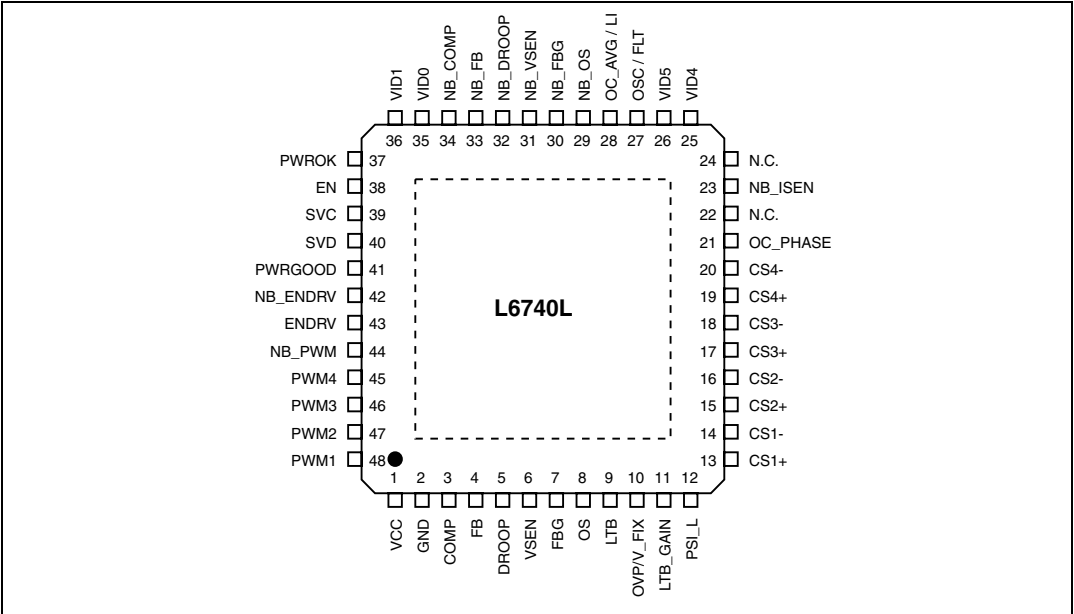 VID1
VID0
NB_COMP
NB_FB
NB_DROOP
NB_VSEN
NB_FBG
NB_OS
OC_AVG / LI
OSC / FLT
VID5
VID4
36 35 34 33 32 31 30 29 28 27 26 25
PWROK 37
EN 38
SVC 39
SVD 40
PWRGOOD 41
NB_ENDRV 42
ENDRV 43
NB_PWM 44
PWM4 45
PWM3 46
PWM2 47
PWM1 48
L6740L
24 N.C.
23 NB_ISEN
22 N.C.
21 OC_PHASE
20 CS4-
19 CS4+
18 CS3-
17 CS3+
16 CS2-
15 CS2+
14 CS1-
13 CS1+
1 2 3 4 5 6 7 8 9 10 11 12
VCC
GND
COMP
FB
DROOP
VSEN
FBG
OS
LTB
OVP/V_FIX
LTB_GAIN
PSI_L